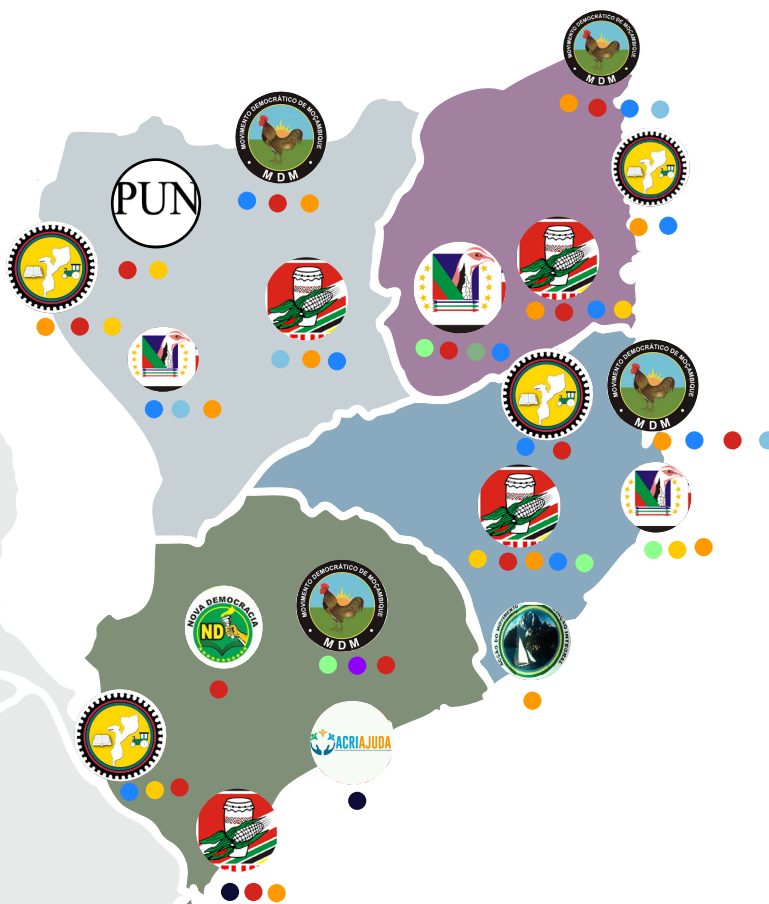 MOVIMENTO DEMOCRÁTICO DE MOÇAMBIQUE
MDM
MOVIMENTO DEMOCRÁTICO DE MOÇAMBIQUE
MDM
PUN
MOVIMENTO DEMOCRÁTICO DE MOÇAMBIQUE
MDM
NOVA DEMOCRACIA
ND
MOVIMENTO DEMOCRÁTICO DE MOÇAMBIQUE
MDM
INTEGRAL
ACRIAJUDA